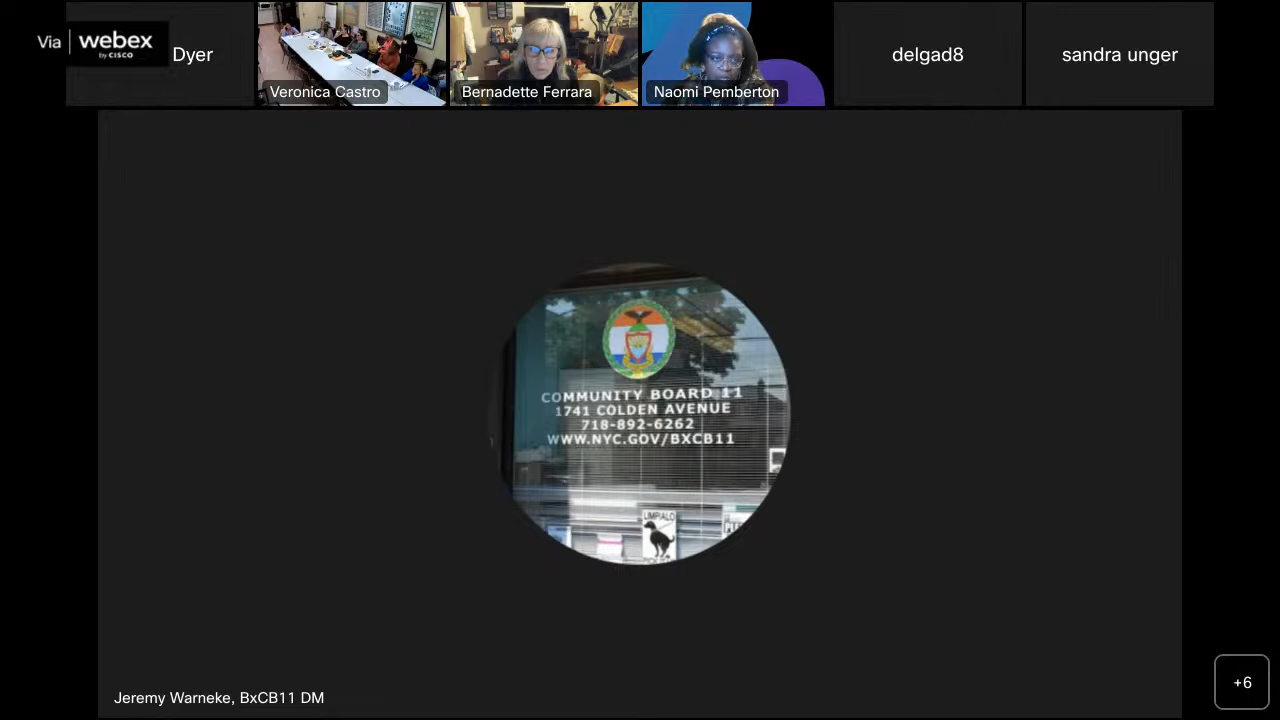 Via webex
by CISCO
Dyer
Veronica Castro
Bernadette Ferrara
Naomi Pemberton
delgad8
sandra unger
COMMUNITY BOARD 11
1741 COLDEN AVENUE
718-892-6262
WWW.NYC.GOV/BXCB11
LIMPIALO
Jeremy Warneke, BxCB11 DM
+6